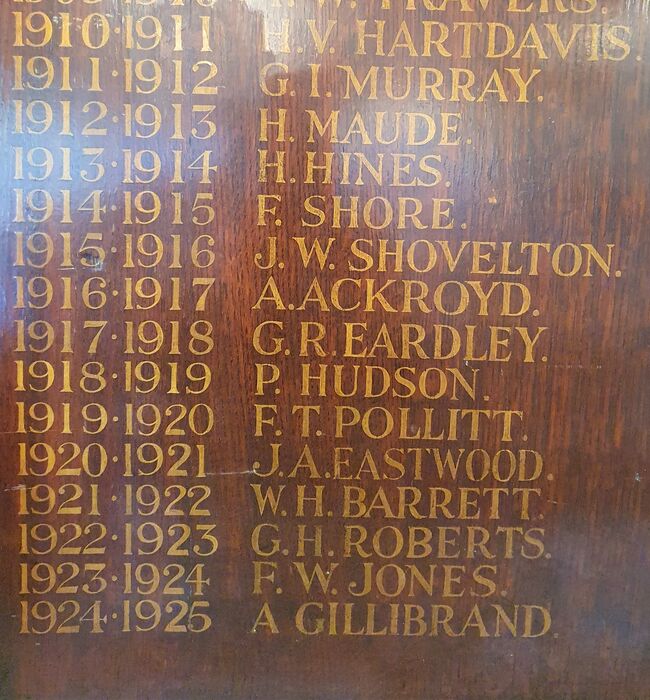 TRAVERS.
1910·1911 H.V. HARTDAVIS.
1911·1912 G.I. MURRAY.
1912·1913 H. MAUDE.
1913·1914 H. HINES.
1914·1915 F. SHORE.
1915·1916 J.W. SHOVELTON.
1916·1917 A.ACKROYD.
1917·1918 G.R.EARDLEY.
1918·1919 P. HUDSON.
1919·1920 F.T. POLLITT.
1920·1921 J.A.EASTWOOD.
1921·1922 W.H. BARRETT.
1922·1923 G.H. ROBERTS.
1923·1924 F.W. JONES.
1924·1925 A GILLIBRAND.